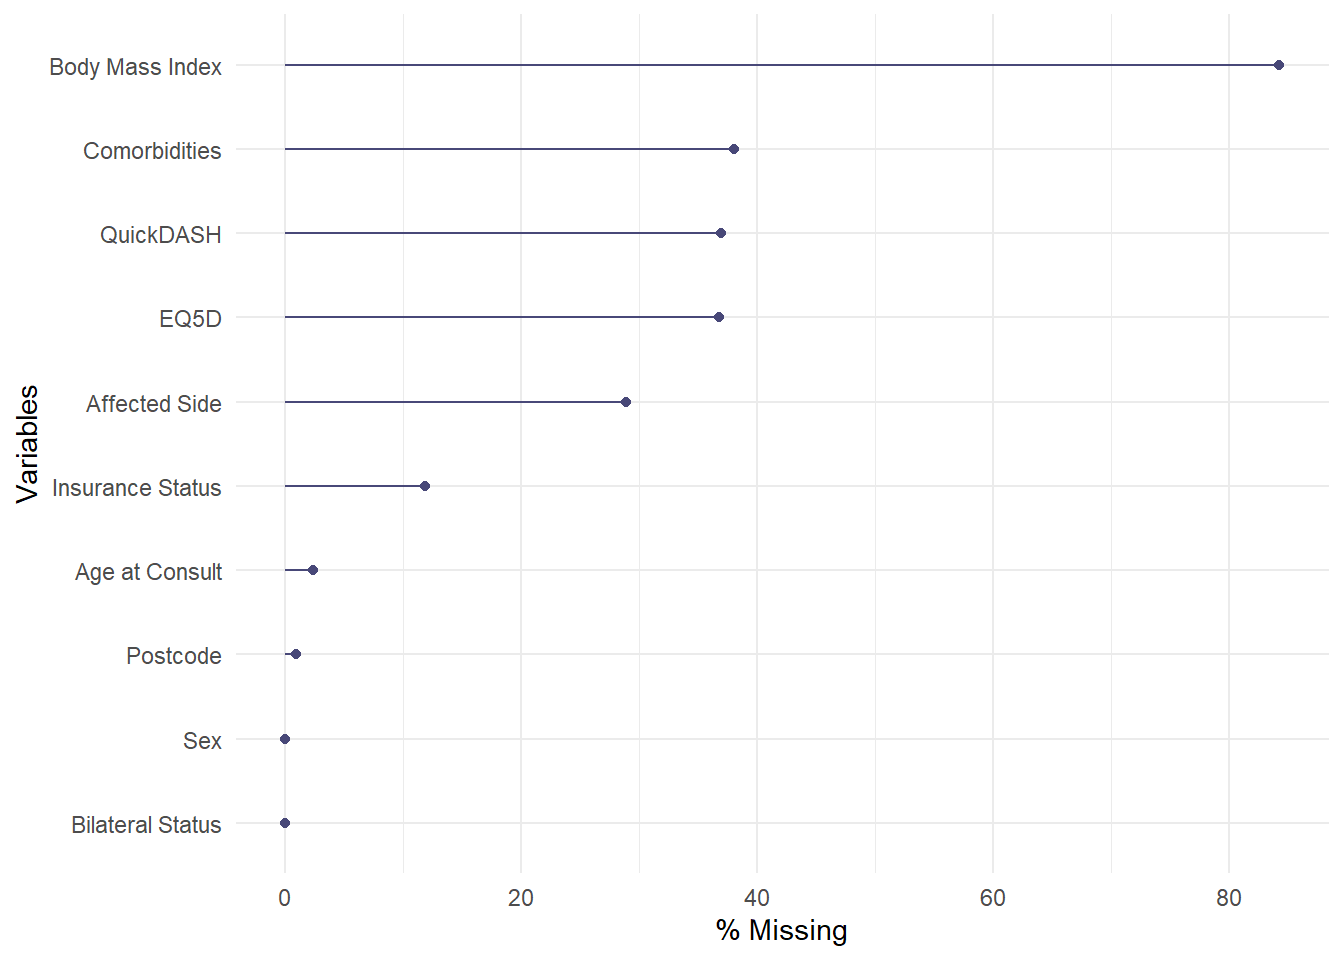 Body Mass Index
Comorbidities
QuickDASH
EQ5D
Affected Side
Insurance Status
Age at Consult
Postcode
Sex
Bilateral Status
Variables
0 20 40 60 80
% Missing